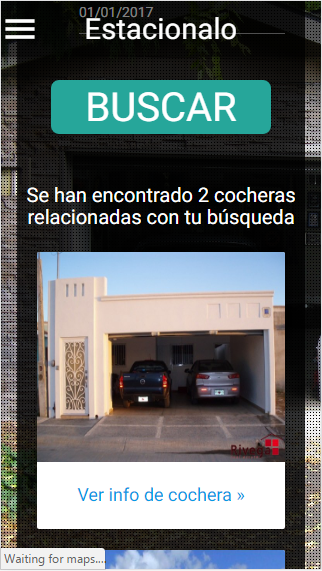 01/01/2017
Estacionalo
BUSCAR
Se han encontrado 2 cocheras
relacionadas con tu búsqueda
Ver info de cochera »
Waiting for maps....